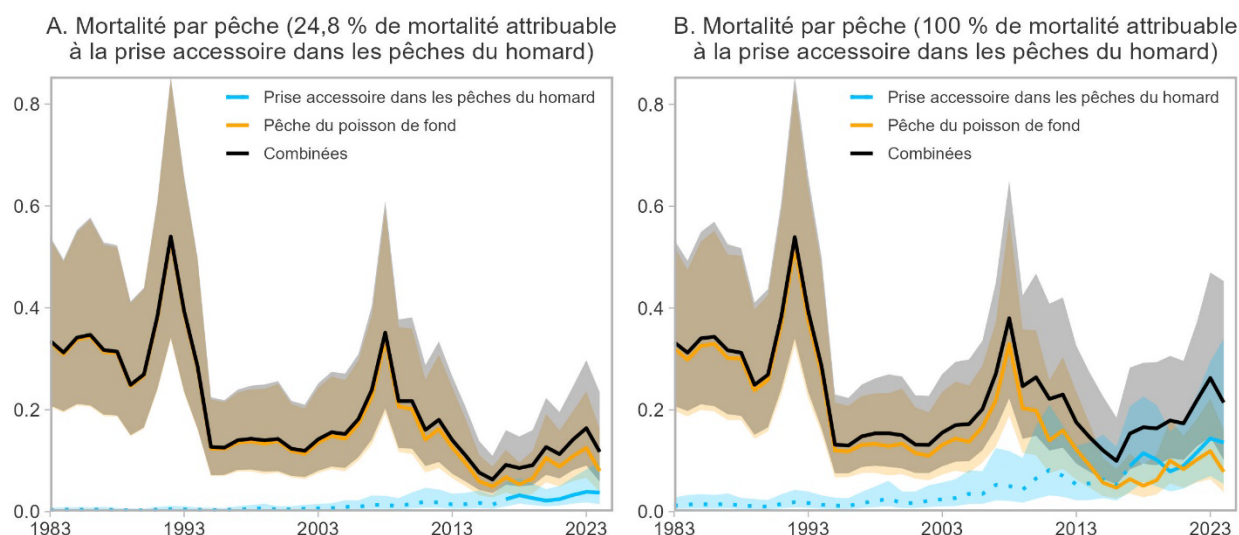 A. Mortalité par pêche (24,8 % de mortalité attribuable
à la prise accessoire dans les pêches du homard)
0.8
0.6
0.4
0.2
0.0
Prise accessoire dans les pêches du homard
Pêche du poisson de fond
Combinées
1983 1993 2003 2013 2023
B. Mortalité par pêche (100 % de mortalité attribuable
à la prise accessoire dans les pêches du homard)
0.8
0.6
0.4
0.2
0.0
Prise accessoire dans les pêches du homard
Pêche du poisson de fond
Combinées
1983 1993 2003 2013 2023